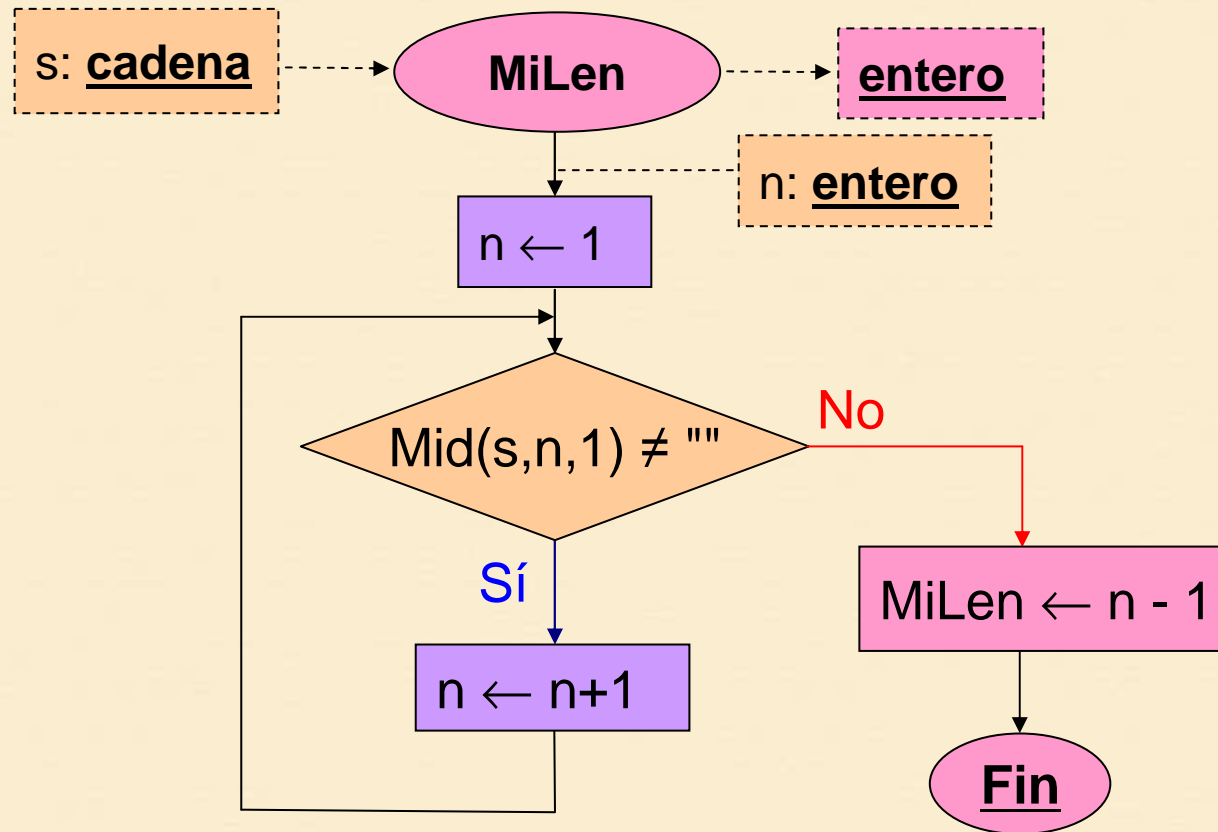 s: cadena
MiLen
entero
n: entero
n ← 1
Mid(s,n,1) ≠ ""
No
Sí
MiLen ← n - 1
n ← n+1
Fin